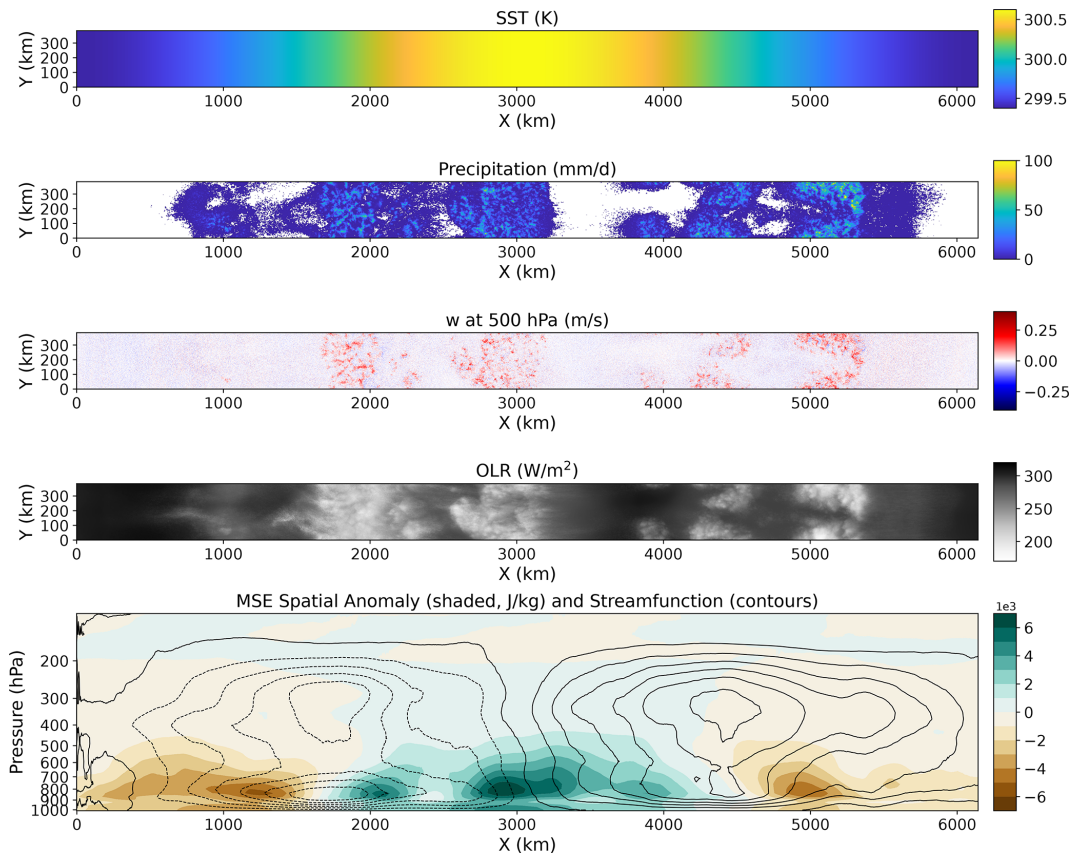 SST (K)
Y (km)
300
200
100
0
0 1000 2000 3000 4000 5000 6000
X (km)
300.5
300.0
299.5
Precipitation (mm/d)
Y (km)
300
200
100
0
0 1000 2000 3000 4000 5000 6000
X (km)
100
50
0
w at 500 hPa (m/s)
Y (km)
300
200
100
0
0 1000 2000 3000 4000 5000 6000
X (km)
0.25
0.00
−0.25
OLR (W/m²)
Y (km)
300
200
100
0
0 1000 2000 3000 4000 5000 6000
X (km)
300
250
200
MSE Spatial Anomaly (shaded, J/kg) and Streamfunction (contours)
Pressure (hPa)
200
300
400
500
600
700
800
900
1000
0 1000 2000 3000 4000 5000 6000
X (km)
1e3
6
4
2
0
−2
−4
−6